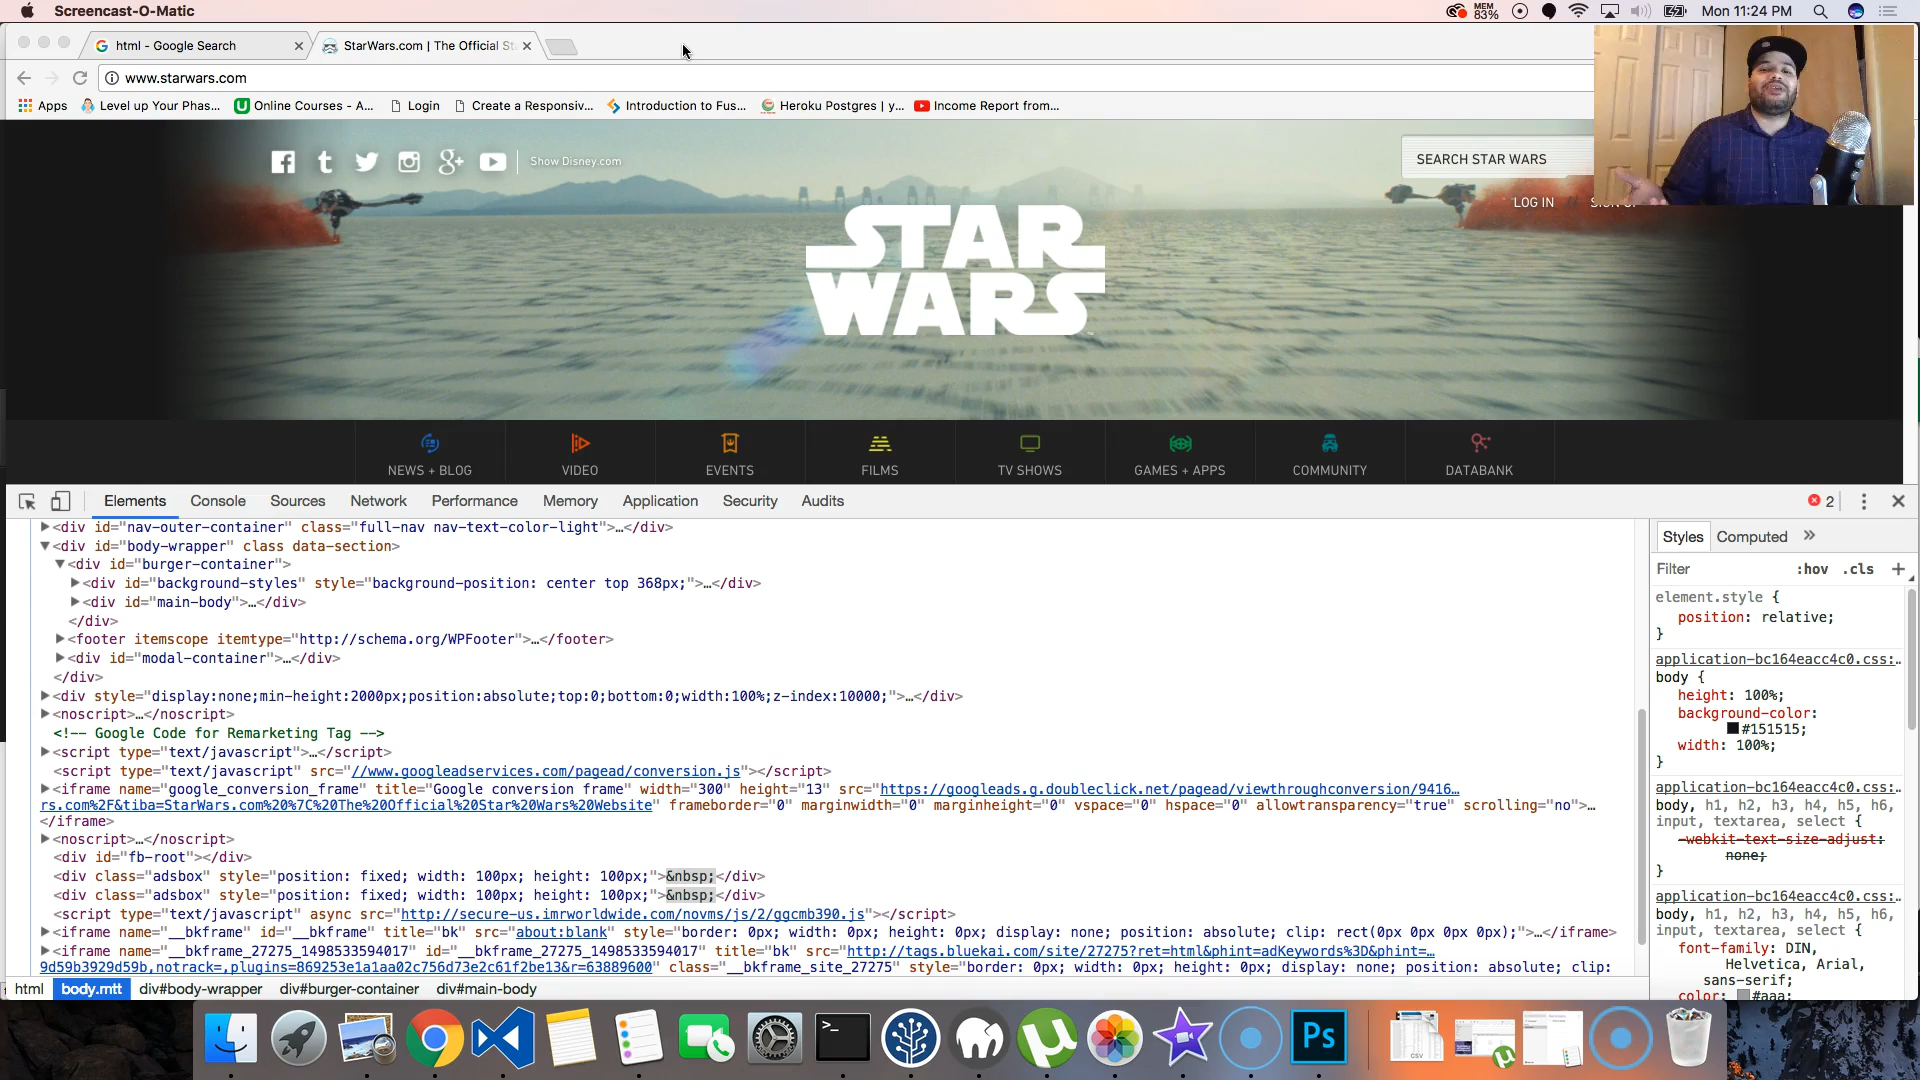 Screencast-O-Matic
MEM
83%
Mon 11:24 PM
html - Google Search
StarWars.com | The Official St
www.starwars.com
Apps
Level up Your Phas...
Online Courses - A...
Login
Create a Responsiv...
Introduction to Fus...
Heroku Postgres | y...
Income Report from...
Show Disney.com
SEARCH STAR WARS
LOG IN
STAR
WARS
NEWS + BLOG
VIDEO
EVENTS
FILMS
TV SHOWS
GAMES + APPS
COMMUNITY
DATABANK
Elements
Console
Sources
Network
Performance
Memory
Application
Security
Audits
2
<div id="nav-outer-container" class="full-nav nav-text-color-light">…</div>
<div id="body-wrapper" class data-section>
<div id="burger-container">
<div id="background-styles" style="background-position: center top 368px;">…</div>
<div id="main-body">…</div>
</div>
<footer itemscope itemtype="http://schema.org/WPFooter">…</footer>
<div id="modal-container">…</div>
</div>
<div style="display:none;min-height:2000px;position:absolute;top:0;bottom:0;width:100%;z-index:10000;">…</div>
<noscript>…</noscript>
<!-- Google Code for Remarketing Tag -->
<script type="text/javascript">…</script>
<script type="text/javascript" src="//www.googleadservices.com/pagead/conversion.js"></script>
<iframe name="google_conversion_frame" title="Google conversion frame" width="300" height="13" src="https://googleads.g.doubleclick.net/pagead/viewthroughconversion/9416…
rs.com%2F&tiba=StarWars.com%20%7C%20The%20Official%20Star%20Wars%20Website" frameborder="0" marginwidth="0" marginheight="0" vspace="0" hspace="0" allowtransparency="true" scrolling="no">…
</iframe>
<noscript>…</noscript>
<div id="fb-root"></div>
<div class="adsbox" style="position: fixed; width: 100px; height: 100px;">&nbsp;</div>
<div class="adsbox" style="position: fixed; width: 100px; height: 100px;">&nbsp;</div>
<script type="text/javascript" async src="http://secure-us.imrworldwide.com/novms/js/2/ggcmb390.js"></script>
<iframe name="__bkframe" id="__bkframe" title="bk" src="about:blank" style="border: 0px; width: 0px; height: 0px; display: none; position: absolute; clip: rect(0px 0px 0px 0px);">…</iframe>
<iframe name="__bkframe_27275_1498533594017" id="__bkframe_27275_1498533594017" title="bk" src="http://tags.bluekai.com/site/27275?ret=html&phint=adKeywords%3D&phint=…
9d59b3929d59b,notrack=,plugins=869253e1a1aa02c756d73e2c61f2be13&r=63889600" class="__bkframe_site_27275" style="border: 0px; width: 0px; height: 0px; display: none; position: absolute; clip:
html
body.mtt
div#body-wrapper
div#burger-container
div#main-body
Styles
Computed
Filter
:hov
.cls
element.style {
position: relative;
}
application-bc164eacc4c0.css:…
body {
height: 100%;
background-color:
#151515;
width: 100%;
}
application-bc164eacc4c0.css:…
body, h1, h2, h3, h4, h5, h6,
input, textarea, select {
-webkit-text-size-adjust:
none;
}
application-bc164eacc4c0.css:…
body, h1, h2, h3, h4, h5, h6,
input, textarea, select {
font-family: DIN,
Helvetica, Arial,
sans-serif;
color: #aaa;
Ps
CSV